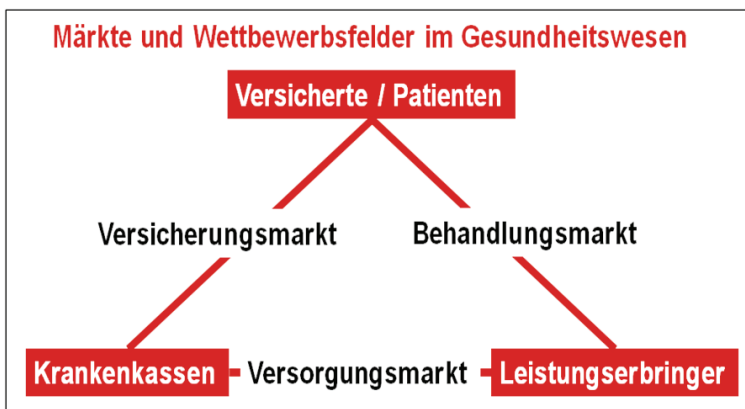 Märkte und Wettbewerbsfelder im Gesundheitswesen
Versicherte / Patienten
Versicherungsmarkt
Behandlungsmarkt
Krankenkassen
Versorgungsmarkt
Leistungserbringer